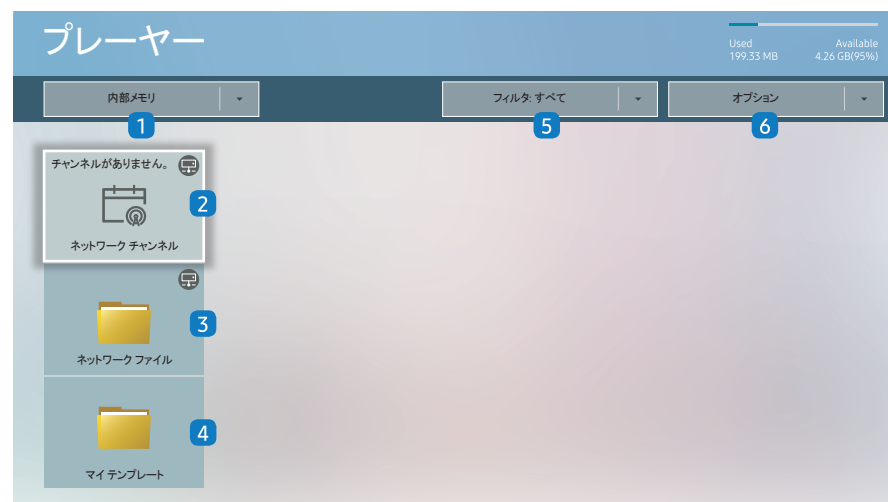 プレーヤー
Used
Available
199.33 MB
4.26 GB(95%)
内部メモリ
フィルタ: すべて
オプション
1
5
6
チャンネルがありません。
2
ネットワーク チャンネル
3
ネットワーク ファイル
4
マイ テンプレート